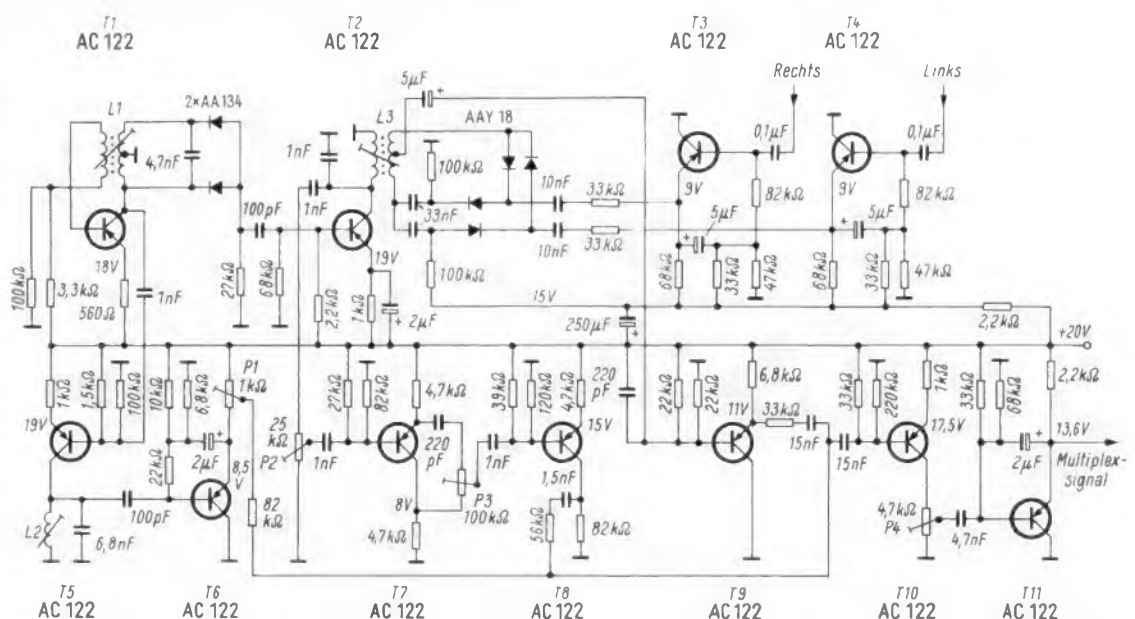 T1
AC 122
T2
AC 122
T3
AC 122
T4
AC 122
Rechts
Links
L1
2×AA134
4,7nF
5µF
+
L3
AAY 18
1nF
100kΩ
1nF
33nF
10nF
33kΩ
10nF
33kΩ
100kΩ
0,1µF
9V
82kΩ
5µF
+
68kΩ
33kΩ
47kΩ
0,1µF
9V
82kΩ
5µF
+
68kΩ
33kΩ
47kΩ
100pF
18V
100kΩ
3,3kΩ
560Ω
1nF
27kΩ
68kΩ
19V
2,2kΩ
1kΩ
2µF
+
15V
250µF
+
2,2kΩ
+20V
1kΩ
1,5kΩ
100kΩ
10kΩ
6,8kΩ
P1
1kΩ
19V
2µF
+
22kΩ
8,5
V
100pF
L2
6,8nF
82
kΩ
25
kΩ
P2
1nF
27kΩ
82kΩ
4,7kΩ
220
pF
8V
P3
100kΩ
4,7kΩ
1nF
39kΩ
120kΩ
4,7kΩ
15V
1,5nF
56kΩ
82kΩ
220
pF
22kΩ
22kΩ
6,8kΩ
11V
33kΩ
15nF
15nF
33kΩ
220kΩ
1kΩ
17,5V
4,7kΩ
P4
4,7nF
33kΩ
68kΩ
2,2kΩ
13,6V
2µF
+
Multiplex-
signal
T5
AC 122
T6
AC 122
T7
AC 122
T8
AC 122
T9
AC 122
T10
AC 122
T11
AC 122